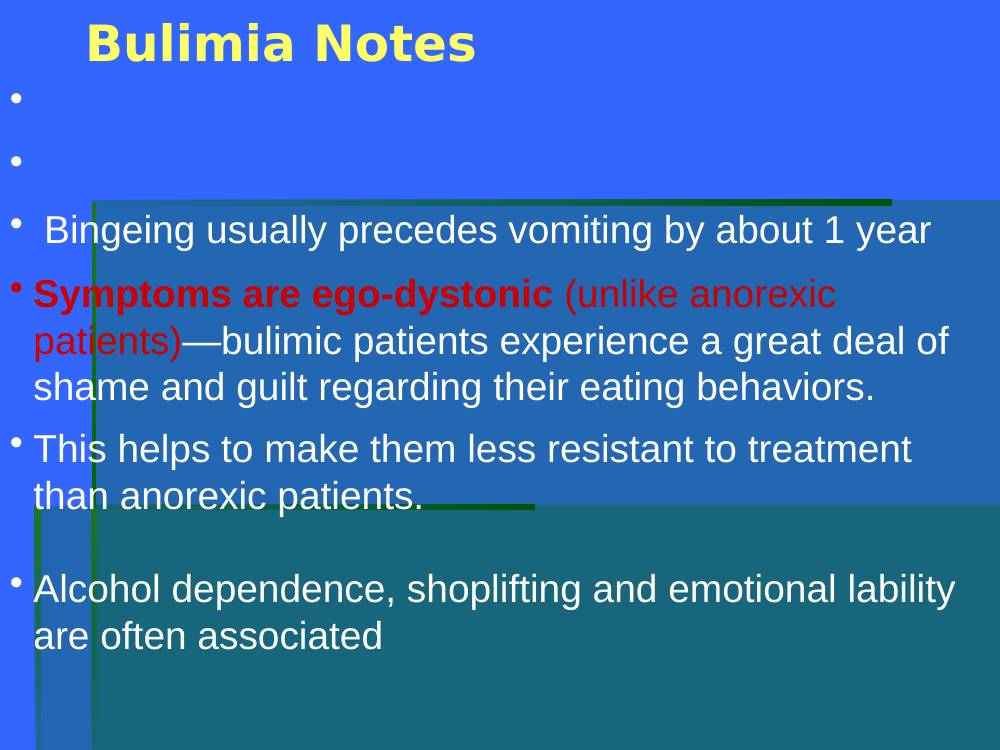 Bulimia Notes
•
•
• Bingeing usually precedes vomiting by about 1 year
• Symptoms are ego-dystonic (unlike anorexic
patients)—bulimic patients experience a great deal of
shame and guilt regarding their eating behaviors.
• This helps to make them less resistant to treatment
than anorexic patients.
• Alcohol dependence, shoplifting and emotional lability
are often associated